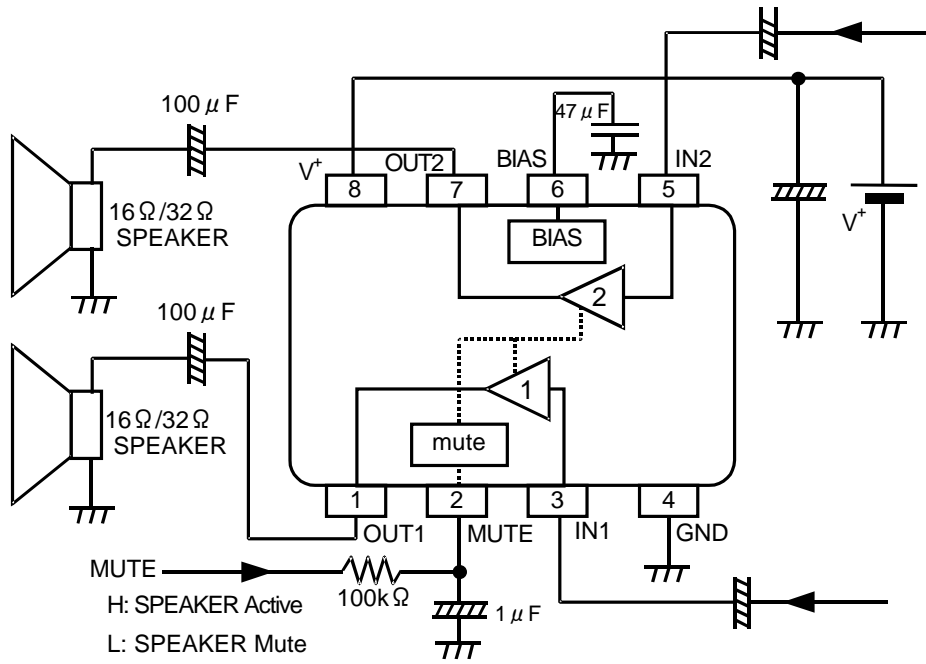 100μF
47μF
V+
OUT2
BIAS
IN2
8
7
6
5
16Ω/32Ω
SPEAKER
BIAS
V+
2
100μF
1
16Ω/32Ω
SPEAKER
mute
1
2
3
4
OUT1
MUTE
IN1
GND
MUTE
100kΩ
H: SPEAKER Active
1μF
L: SPEAKER Mute